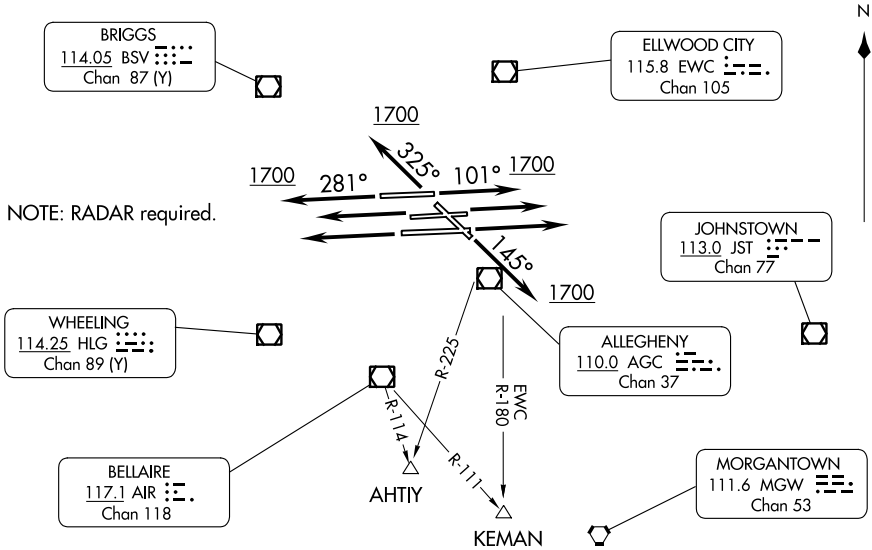 N
BRIGGS
114.05 BSV
Chan 87 (Y)
ELLWOOD CITY
115.8 EWC
Chan 105
1700
325°
1700
281°
101°
1700
NOTE: RADAR required.
JOHNSTOWN
113.0 JST
Chan 77
145°
1700
WHEELING
114.25 HLG
Chan 89 (Y)
ALLEGHENY
110.0 AGC
Chan 37
R-225
EWC
R-180
R-114
R-111
BELLAIRE
117.1 AIR
Chan 118
AHTIY
KEMAN
MORGANTOWN
111.6 MGW
Chan 53